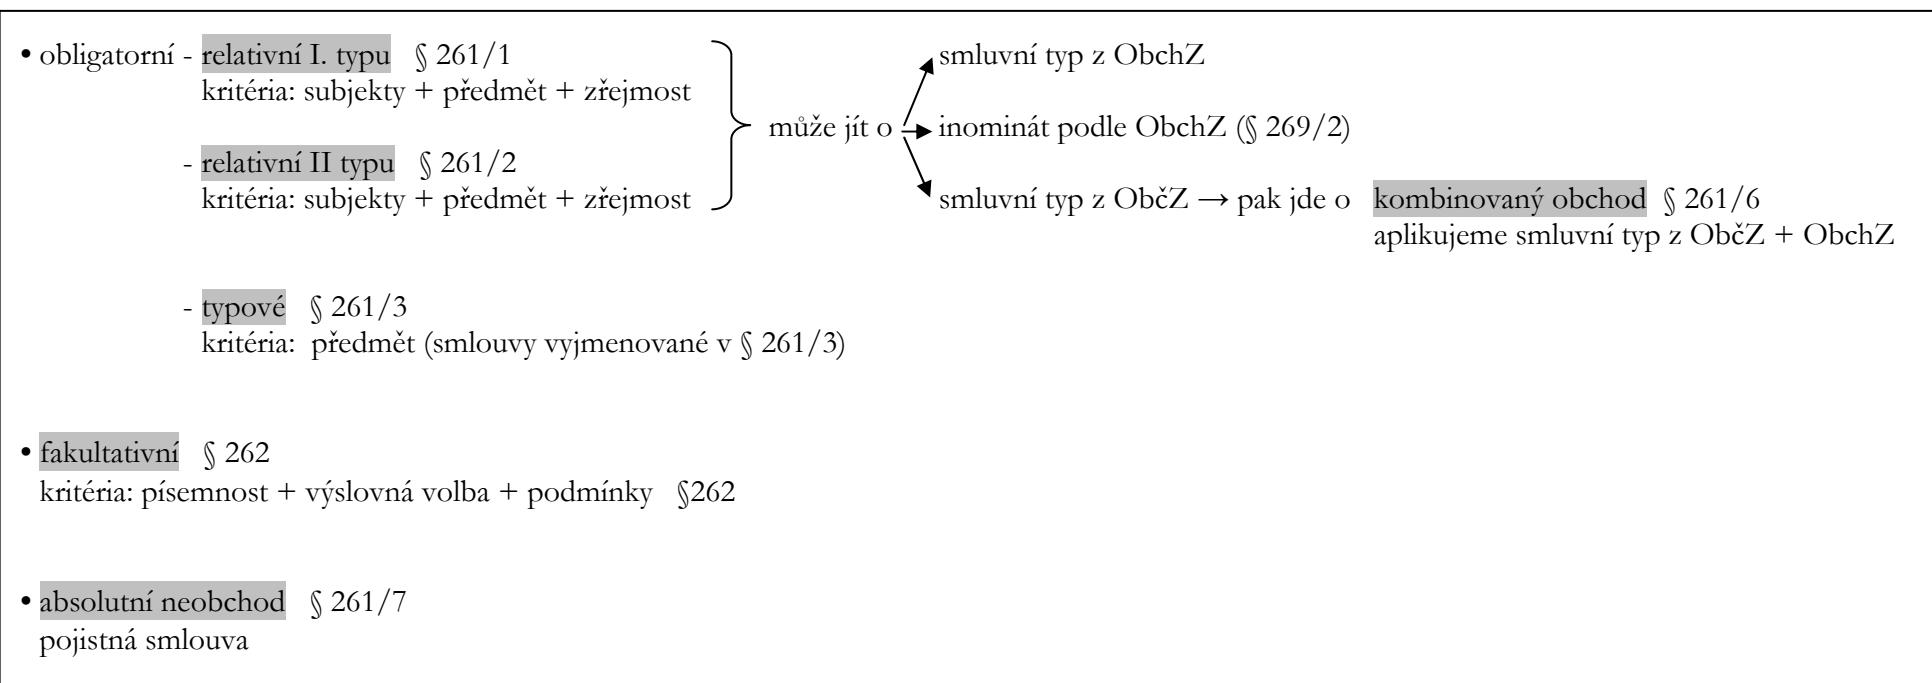 • obligatorní - relativní I. typu § 261/1
kritéria: subjekty + předmět + zřejmost
- relativní II typu § 261/2
kritéria: subjekty + předmět + zřejmost
může jít o
smluvní typ z ObchZ
inominát podle ObchZ (§ 269/2)
smluvní typ z ObčZ → pak jde o kombinovaný obchod § 261/6
aplikujeme smluvní typ z ObčZ + ObchZ
- typové § 261/3
kritéria: předmět (smlouvy vyjmenované v § 261/3)
• fakultativní § 262
kritéria: písemnost + výslovná volba + podmínky §262
• absolutní neobchod § 261/7
pojistná smlouva